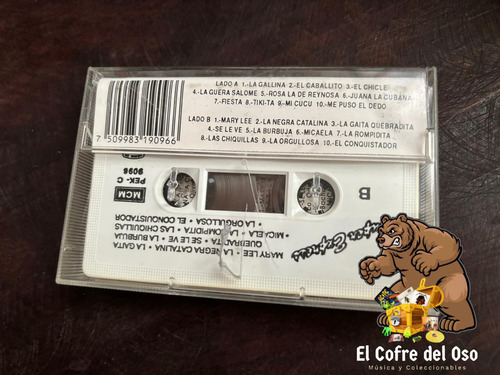 LADO A 1.-LA GALLINA 2.-EL CABALLITO 3.-EL CHICLE
4.-LA GUERA SALOME 5.-ROSA LA DE REYNOSA 6.-JUANA LA CUBANA
7.-FIESTA 8.-TIKI-TA 9.-MI CUCU 10.-ME PUSO EL DEDO
LADO B 1.-MARY LEE 2.-LA NEGRA CATALINA 3.-LA GAITA QUEBRADITA
4.-SE LE VE 5.-LA BURBUJA 6.-MICAELA 7.-LA ROMPIDITA
8.-LAS CHIQUILLAS 9.-LA ORGULLOSA 10.-EL CONQUISTADOR
7 509983 190966
B
MCM
PEK- C
9096
MARY LEE • LA NEGRA CATALINA • LA GAITA
QUEBRADITA • SE LE VE • LA BURBUJA
• MICAELA • LA ROMPIDITA • LAS CHIQUILLAS
• LA ORGULLOSA • EL CONQUISTADOR
El Cofre del Oso
Música y Coleccionables